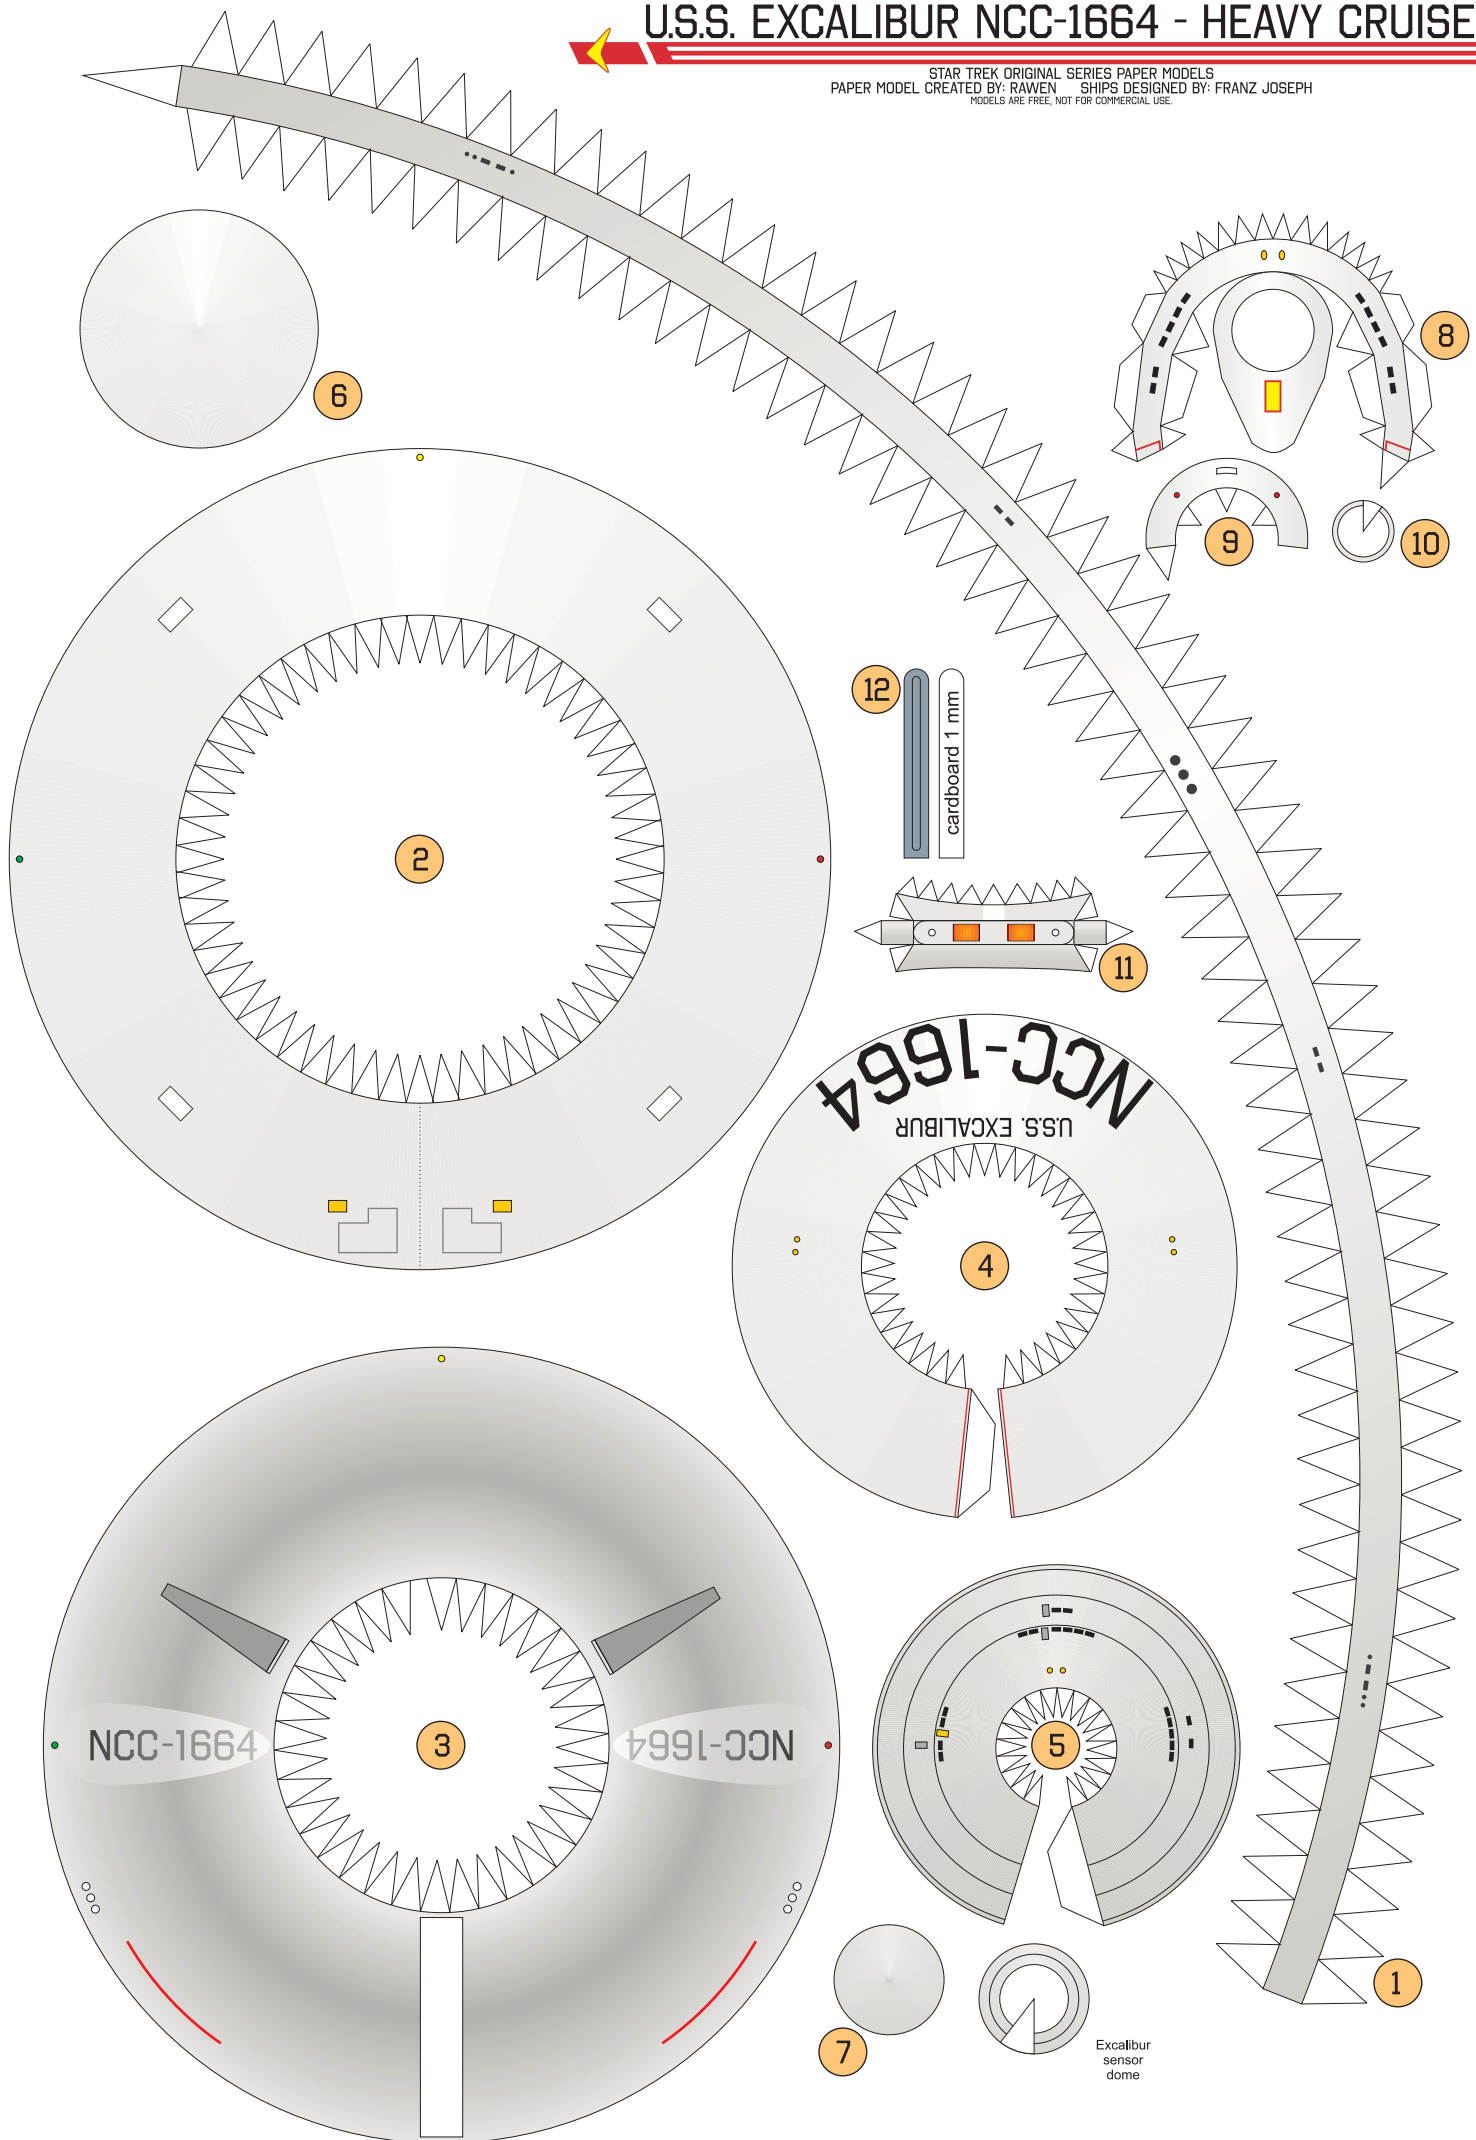 U.S.S. EXCALIBUR NCC-1664 - HEAVY CRUISE
STAR TREK ORIGINAL SERIES PAPER MODELS
PAPER MODEL CREATED BY: RAWEN SHIPS DESIGNED BY: FRANZ JOSEPH
MODELS ARE FREE, NOT FOR COMMERCIAL USE.
8
6
9
10
12
cardboard 1 mm
2
11
NCC-1664
U.S.S. EXCALIBUR
4
NCC-1664
3
NCC-1664
5
1
7
Excalibur
sensor
dome